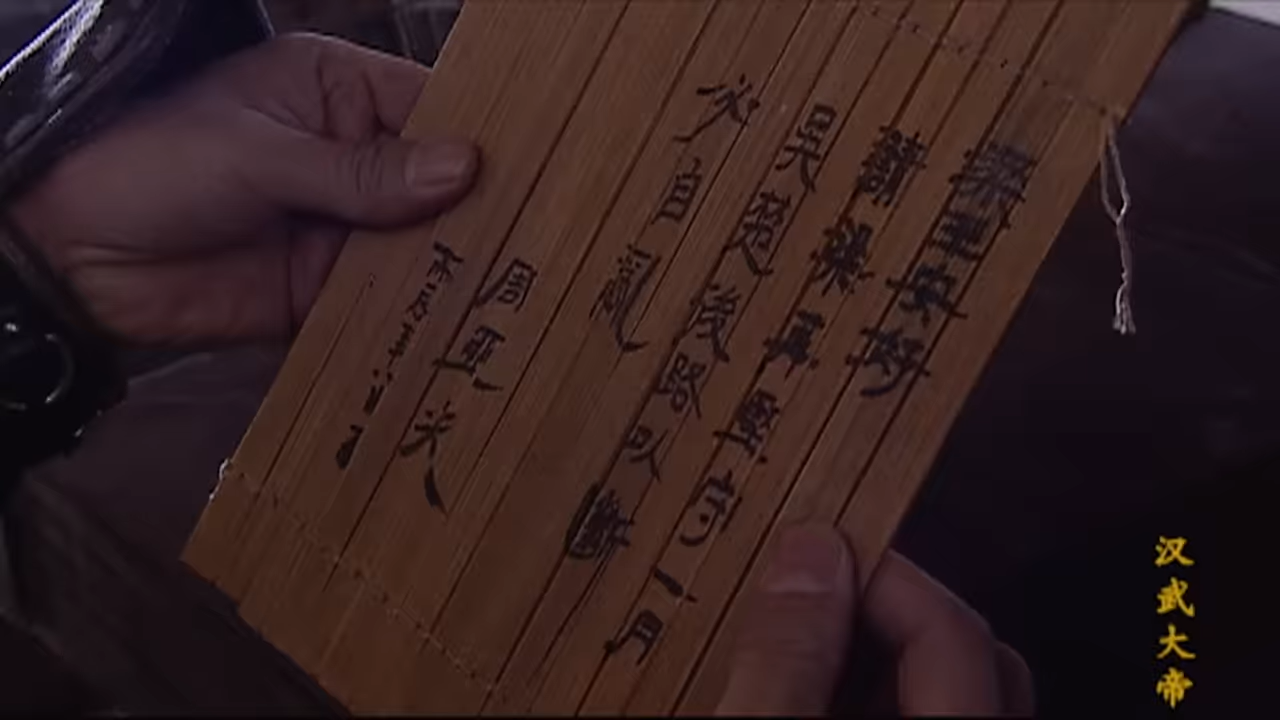 梁王安好
請梁再堅守一月
吳楚後路以斷
必自亂
周亞夫
汉武大帝